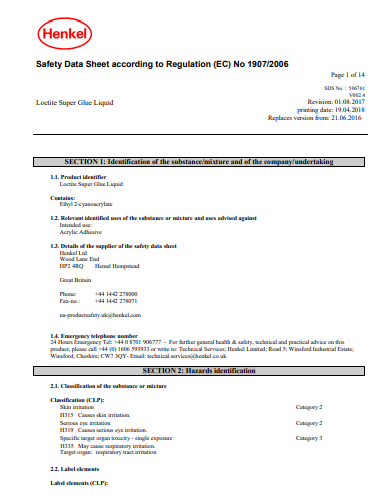 Henkel
Safety Data Sheet according to Regulation (EC) No 1907/2006
Page 1 of 14
SDS No. : 506761
V002.4
Revision: 01.08.2017
printing date: 19.04.2018
Replaces version from: 21.06.2016
Loctite Super Glue Liquid
SECTION 1: Identification of the substance/mixture and of the company/undertaking
1.1. Product identifier
Loctite Super Glue Liquid
Contains:
Ethyl 2-cyanoacrylate
1.2. Relevant identified uses of the substance or mixture and uses advised against
Intended use:
Acrylic Adhesive
1.3. Details of the supplier of the safety data sheet
Henkel Ltd
Wood Lane End
HP2 4RQ Hemel Hempstead
Great Britain
Phone: +44 1442 278000
Fax-no.: +44 1442 278071
ua-productsafety.uk@henkel.com
1.4. Emergency telephone number
24 Hours Emergency Tel: +44 0 8701 906777 - For further general health & safety, technical and practical advice on this
product, please call +44 (0) 1606 593933 or write to: Technical Services; Henkel Limited; Road 5; Winsford Industrial Estate;
Winsford; Cheshire; CW7 3QY- Email: technical.services@henkel.co.uk
SECTION 2: Hazards identification
2.1. Classification of the substance or mixture
Classification (CLP):
Skin irritation Category 2
H315 Causes skin irritation.
Serious eye irritation Category 2
H319 Causes serious eye irritation.
Specific target organ toxicity - single exposure Category 3
H335 May cause respiratory irritation.
Target organ: respiratory tract irritation
2.2. Label elements
Label elements (CLP):